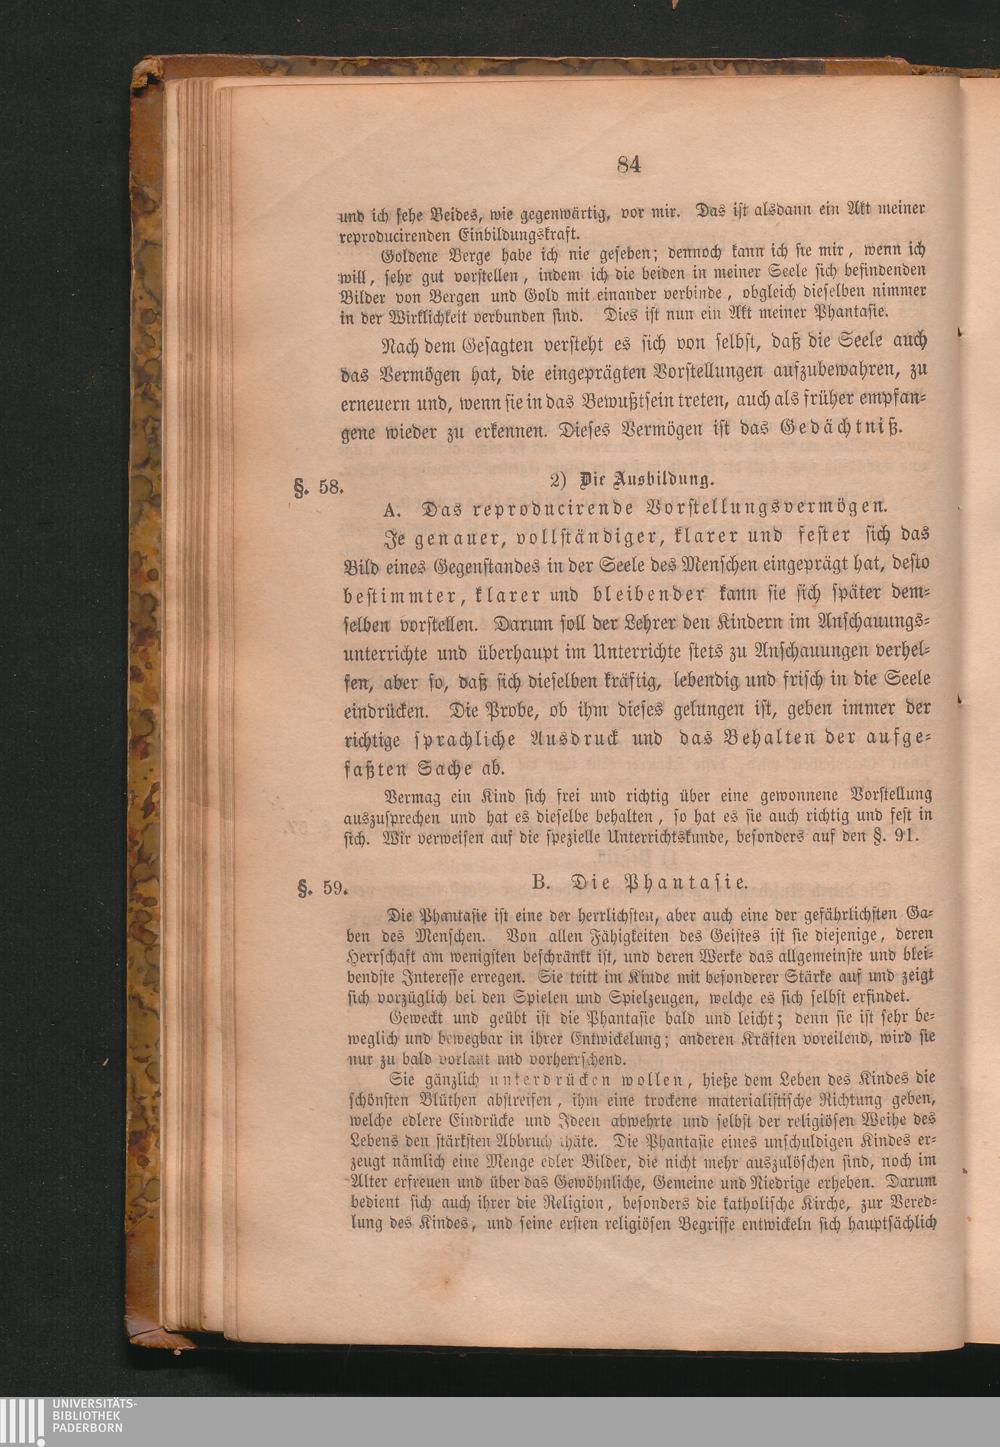 84
und ich sehe Beides, wie gegenwärtig, vor mir. Das ist alsdann ein Akt meiner
reproducirenden Einbildungskraft.
Goldene Berge habe ich nie gesehen; dennoch kann ich sie mir, wenn ich
will, sehr gut vorstellen, indem ich die beiden in meiner Seele sich befindenden
Bilder von Bergen und Gold mit einander verbinde, obgleich dieselben nimmer
in der Wirklichkeit verbunden sind. Dies ist nun ein Akt meiner Phantasie.
Nach dem Gesagten versteht es sich von selbst, daß die Seele auch
das Vermögen hat, die eingeprägten Vorstellungen aufzubewahren, zu
erneuern und, wenn sie in das Bewußtsein treten, auch als früher empfan-
gene wieder zu erkennen. Dieses Vermögen ist das Gedächtniß.
§. 58. 2) Die Ausbildung.
A. Das reproducirende Vorstellungsvermögen.
Je genauer, vollständiger, klarer und fester sich das
Bild eines Gegenstandes in der Seele des Menschen eingeprägt hat, desto
bestimmter, klarer und bleibender kann sie sich später dem-
selben vorstellen. Darum soll der Lehrer den Kindern im Anschauungs-
unterrichte und überhaupt im Unterrichte stets zu Anschauungen verhel-
fen, aber so, daß sich dieselben kräftig, lebendig und frisch in die Seele
eindrücken. Die Probe, ob ihm dieses gelungen ist, geben immer der
richtige sprachliche Ausdruck und das Behalten der aufge-
faßten Sache ab.
Vermag ein Kind sich frei und richtig über eine gewonnene Vorstellung
auszusprechen und hat es dieselbe behalten, so hat es sie auch richtig und fest in
sich. Wir verweisen auf die spezielle Unterrichtskunde, besonders auf den §. 91.
§. 59. B. Die Phantasie.
Die Phantasie ist eine der herrlichsten, aber auch eine der gefährlichsten Ga-
ben des Menschen. Von allen Fähigkeiten des Geistes ist sie diejenige, deren
Herrschaft am wenigsten beschränkt ist, und deren Werke das allgemeinste und blei-
bendste Interesse erregen. Sie tritt im Kinde mit besonderer Stärke auf und zeigt
sich vorzüglich bei den Spielen und Spielzeugen, welche es sich selbst erfindet.
Geweckt und geübt ist die Phantasie bald und leicht; denn sie ist sehr be-
weglich und bewegbar in ihrer Entwickelung; anderen Kräften voreilend, wird sie
nur zu bald vorlaut und vorherrschend.
Sie gänzlich unterdrücken wollen, hieße dem Leben des Kindes die
schönsten Blüthen abstreifen, ihm eine trockene materialistische Richtung geben,
welche edlere Eindrücke und Ideen abwehrte und selbst der religiösen Weihe des
Lebens den stärksten Abbruch thäte. Die Phantasie eines unschuldigen Kindes er-
zeugt nämlich eine Menge edler Bilder, die nicht mehr auszulöschen sind, noch im
Alter erfreuen und über das Gewöhnliche, Gemeine und Niedrige erheben. Darum
bedient sich auch ihrer die Religion, besonders die katholische Kirche, zur Vered-
lung des Kindes, und seine ersten religiösen Begriffe entwickeln sich hauptsächlich
UNIVERSITÄTS-
BIBLIOTHEK
PADERBORN